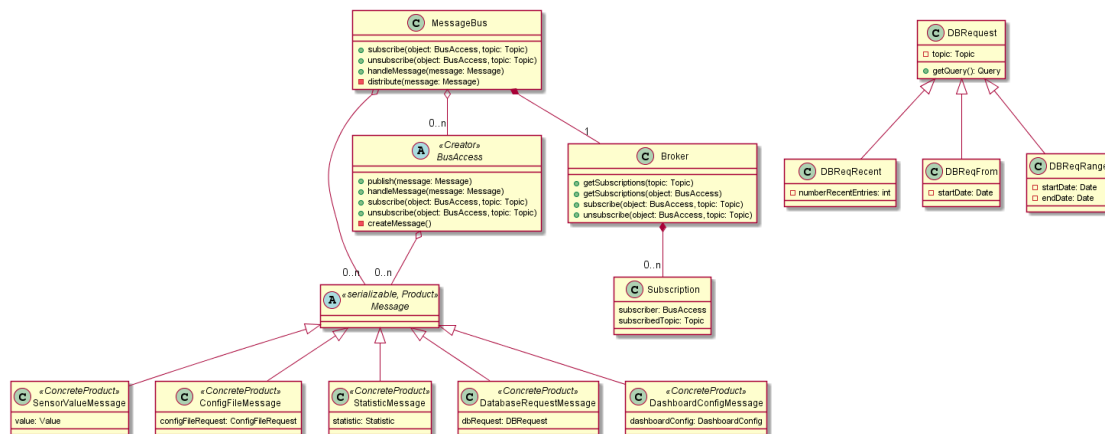 C MessageBus
subscribe(object: BusAccess, topic: Topic)
unsubscribe(object: BusAccess, topic: Topic)
handleMessage(message: Message)
distribute(message: Message)
C DBRequest
topic: Topic
getQuery(): Query
0..n
1
A «Creator»
BusAccess
publish(message: Message)
handleMessage(message: Message)
subscribe(object: BusAccess, topic: Topic)
unsubscribe(object: BusAccess, topic: Topic)
createMessage()
C Broker
getSubscriptions(topic: Topic)
getSubscriptions(object: BusAccess)
subscribe(object: BusAccess, topic: Topic)
unsubscribe(object: BusAccess, topic: Topic)
C DBReqRecent
numberRecentEntries: int
C DBReqFrom
startDate: Date
C DBReqRange
startDate: Date
endDate: Date
0..n
0..n
0..n
A «serializable, Product»
Message
C Subscription
subscriber: BusAccess
subscribedTopic: Topic
C «ConcreteProduct»
SensorValueMessage
value: Value
C «ConcreteProduct»
ConfigFileMessage
configFileRequest: ConfigFileRequest
C «ConcreteProduct»
StatisticMessage
statistic: Statistic
C «ConcreteProduct»
DatabaseRequestMessage
dbRequest: DBRequest
C «ConcreteProduct»
DashboardConfigMessage
dashboardConfig: DashboardConfig